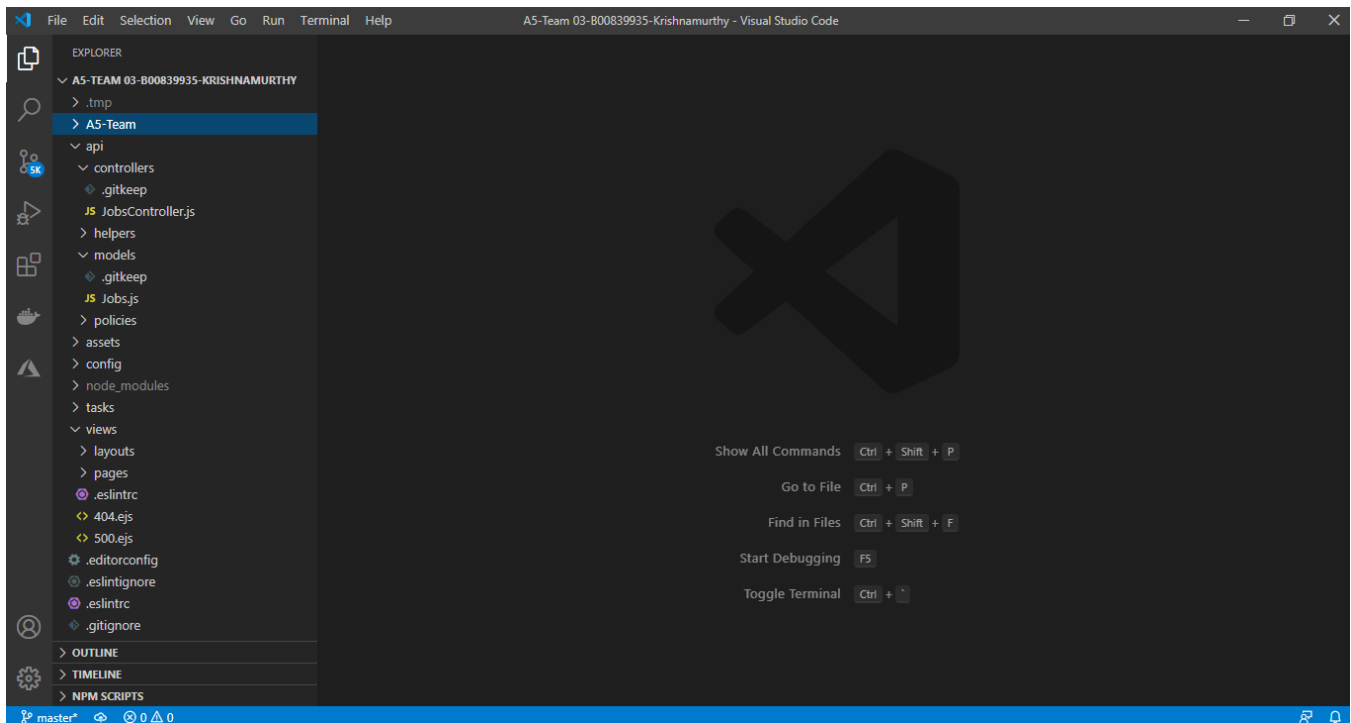 File Edit Selection View Go Run Terminal Help A5-Team 03-B00839935-Krishnamurthy - Visual Studio Code
EXPLORER
A5-TEAM 03-B00839935-KRISHNAMURTHY
.tmp
A5-Team
api
controllers
.gitkeep
JS JobsController.js
helpers
models
.gitkeep
JS Jobs.js
policies
assets
config
node_modules
tasks
views
layouts
pages
.eslintrc
<> 404.ejs
<> 500.ejs
.editorconfig
.eslintignore
.eslintrc
.gitignore
OUTLINE
TIMELINE
NPM SCRIPTS
5K
Show All Commands Ctrl + Shift + P
Go to File Ctrl + P
Find in Files Ctrl + Shift + F
Start Debugging F5
Toggle Terminal Ctrl + `
master* 0 0